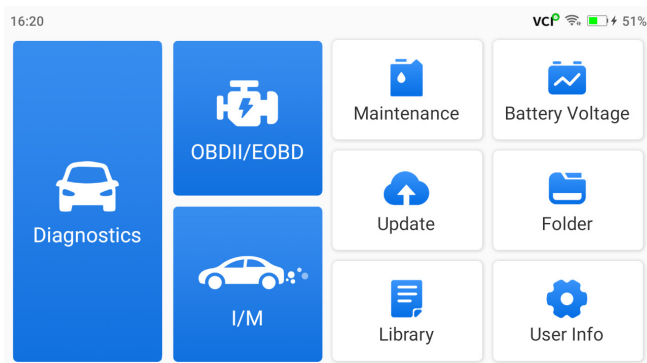 16:20
VCI
51%
Diagnostics
OBDII/EOBD
I/M
Maintenance
Battery Voltage
Update
Folder
Library
User Info